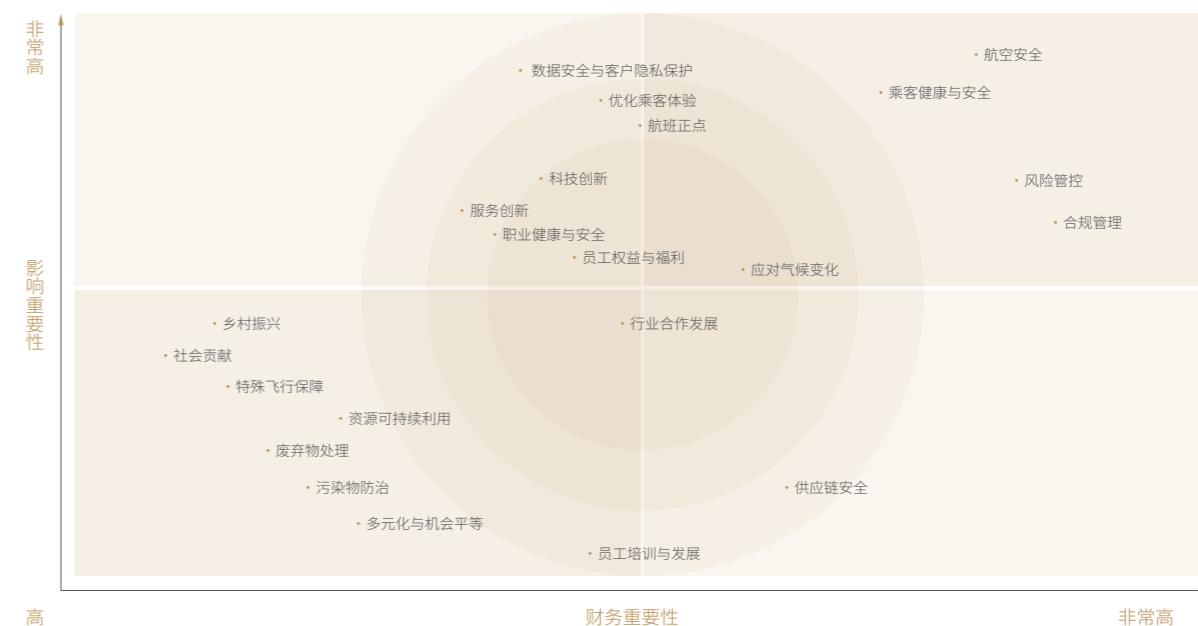 非常高
航空安全
数据安全与客户隐私保护
乘客健康与安全
优化乘客体验
航班正点
科技创新
风险管控
服务创新
合规管理
职业健康与安全
员工权益与福利
应对气候变化
影响重要性
乡村振兴
行业合作发展
社会贡献
特殊飞行保障
资源可持续利用
废弃物处理
污染物防治
供应链安全
多元化与机会平等
员工培训与发展
高
财务重要性
非常高